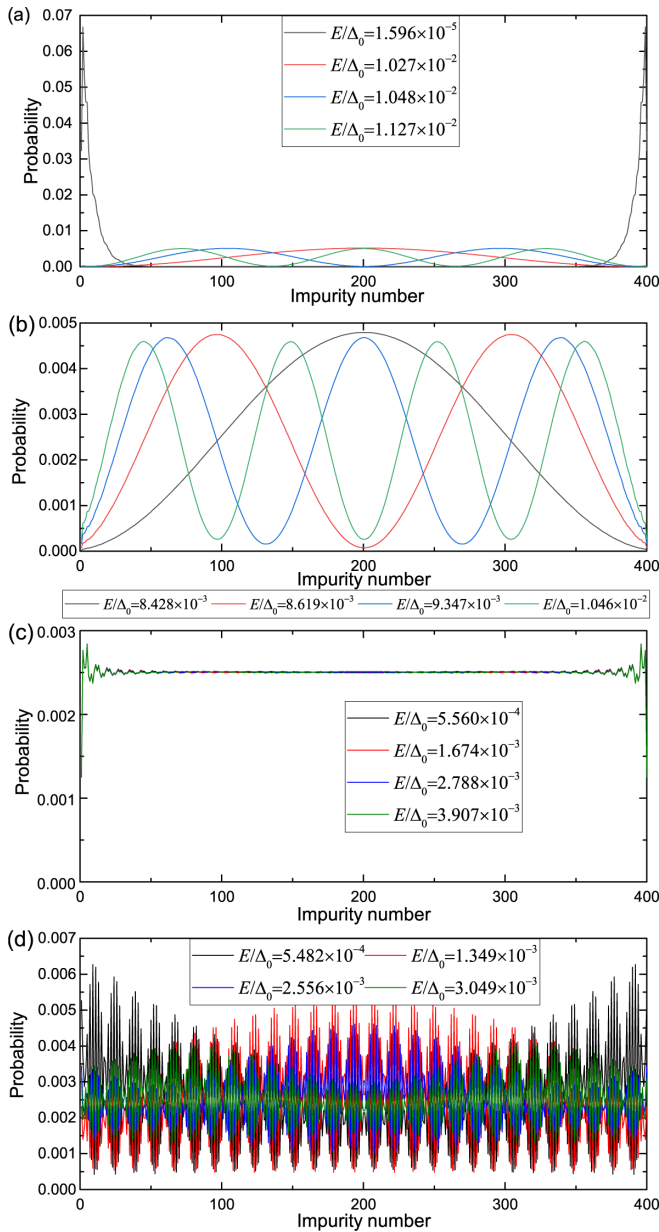 (a)
0.07
0.06
0.05
0.04
0.03
0.02
0.01
0.00
Probability
E/Δ₀=1.596×10⁻⁵
E/Δ₀=1.027×10⁻²
E/Δ₀=1.048×10⁻²
E/Δ₀=1.127×10⁻²
0 100 200 300 400
Impurity number
(b)
0.005
0.004
0.003
0.002
0.001
0.000
Probability
0 100 200 300 400
Impurity number
E/Δ₀=8.428×10⁻³ E/Δ₀=8.619×10⁻³ E/Δ₀=9.347×10⁻³ E/Δ₀=1.046×10⁻²
(c)
0.003
0.002
0.001
0.000
Probability
E/Δ₀=5.560×10⁻⁴
E/Δ₀=1.674×10⁻³
E/Δ₀=2.788×10⁻³
E/Δ₀=3.907×10⁻³
0 100 200 300 400
Impurity number
(d)
0.007
0.006
0.005
0.004
0.003
0.002
0.001
0.000
Probability
E/Δ₀=5.482×10⁻⁴ E/Δ₀=1.349×10⁻³
E/Δ₀=2.556×10⁻³ E/Δ₀=3.049×10⁻³
0 100 200 300 400
Impurity number